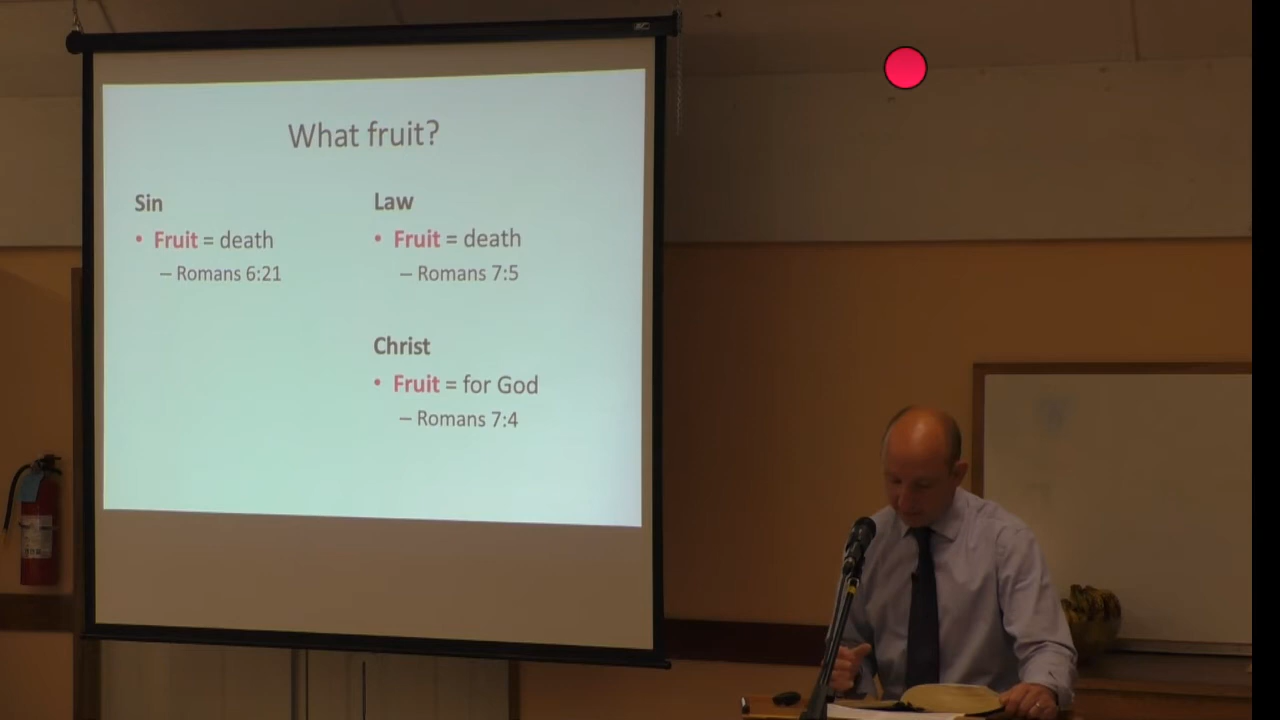 What fruit?
Sin
• Fruit = death
– Romans 6:21
Law
• Fruit = death
– Romans 7:5
Christ
• Fruit = for God
– Romans 7:4